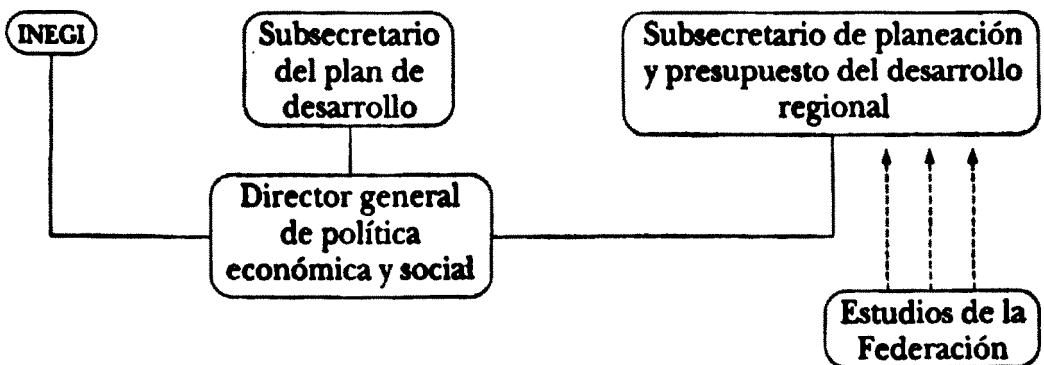 INEGI
Subsecretario
del plan de
desarrollo
Subsecretario de planeación
y presupuesto del desarrollo
regional
Director general
de política
económica y social
Estudios de la
Federación